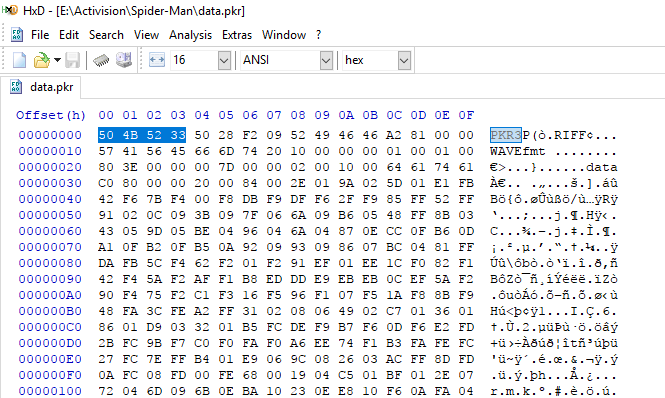 HxD - [E:\Activision\Spider-Man\data.pkr]
File Edit Search View Analysis Extras Window ?
16 ANSI hex
data.pkr
Offset(h) 00 01 02 03 04 05 06 07 08 09 0A 0B 0C 0D 0E 0F
00000000 50 4B 52 33 50 28 F2 09 52 49 46 46 A2 81 00 00 PKR3P(ò.RIFF¢...
00000010 57 41 56 45 66 6D 74 20 10 00 00 00 01 00 01 00 WAVEfmt ........
00000020 80 3E 00 00 00 7D 00 00 02 00 10 00 64 61 74 61 €>...}......data
00000030 C0 80 00 00 20 00 84 00 2E 01 9A 02 5D 01 E1 FB À€.. .„...š.].áû
00000040 42 F6 7B F4 00 F8 DB F9 DF F6 2F F9 85 FF 52 FF Bö　{ô.øÛùßö/ù…ÿRÿ
00000050 91 02 0C 09 3B 09 7F 06 6A 09 B6 05 48 FF 8B 03 ‘...;...j.¶.Hÿ‹.
00000060 43 05 9D 05 BE 04 96 04 6A 04 87 0E CC 0F B6 0D C...¾.–.j.‡.Ì.¶.
00000070 A1 0F B2 0F B5 0A 92 09 93 09 86 07 BC 04 81 FF ¡.².µ.’.“.†.¼..ÿ
00000080 DA FB 5C F4 62 F2 01 F2 91 EF 01 EE 1C F0 82 F1 Úû\ôbò.ò‘ï.î.ð‚ñ
00000090 42 F4 5A F2 AF F1 B8 ED DD E9 EB EB 0C EF 5A F2 BôZò¯ñ¸íÝéëë.ïZò
000000A0 90 F4 75 F2 C1 F3 16 F5 96 F1 07 F5 1A F8 8B F9 .ôuòÁó.õ–ñ.õ.ø‹ù
000000B0 48 FA 3C FE A2 FF 31 02 08 06 49 02 C7 01 36 01 Hú<þ¢ÿ1...I.Ç.6.
000000C0 86 01 D9 03 32 01 B5 FC DE F9 B7 F6 0D F6 E2 FD †.Ù.2.µüÞù·ö.öâý
000000D0 2B FC 9B F7 C0 F0 FA F0 A6 EE 74 F1 B3 FA FE FC +ü›÷Àðúð¦îtñ³úþü
000000E0 27 FC 7E FF B4 01 E9 06 9C 08 26 03 AC FF 8D FD 'ü~ÿ´.é.œ.&.¬ÿ.ý
000000F0 0A FC 08 FD 00 FE 68 00 19 04 C5 01 BF 01 2E 07 .ü.ý.þh...Å.¿...
00000100 72 04 6D 09 6B 0E BA 10 23 0E E8 10 F6 0A FA 04 r.m.k.º.#.è.ö.ú.